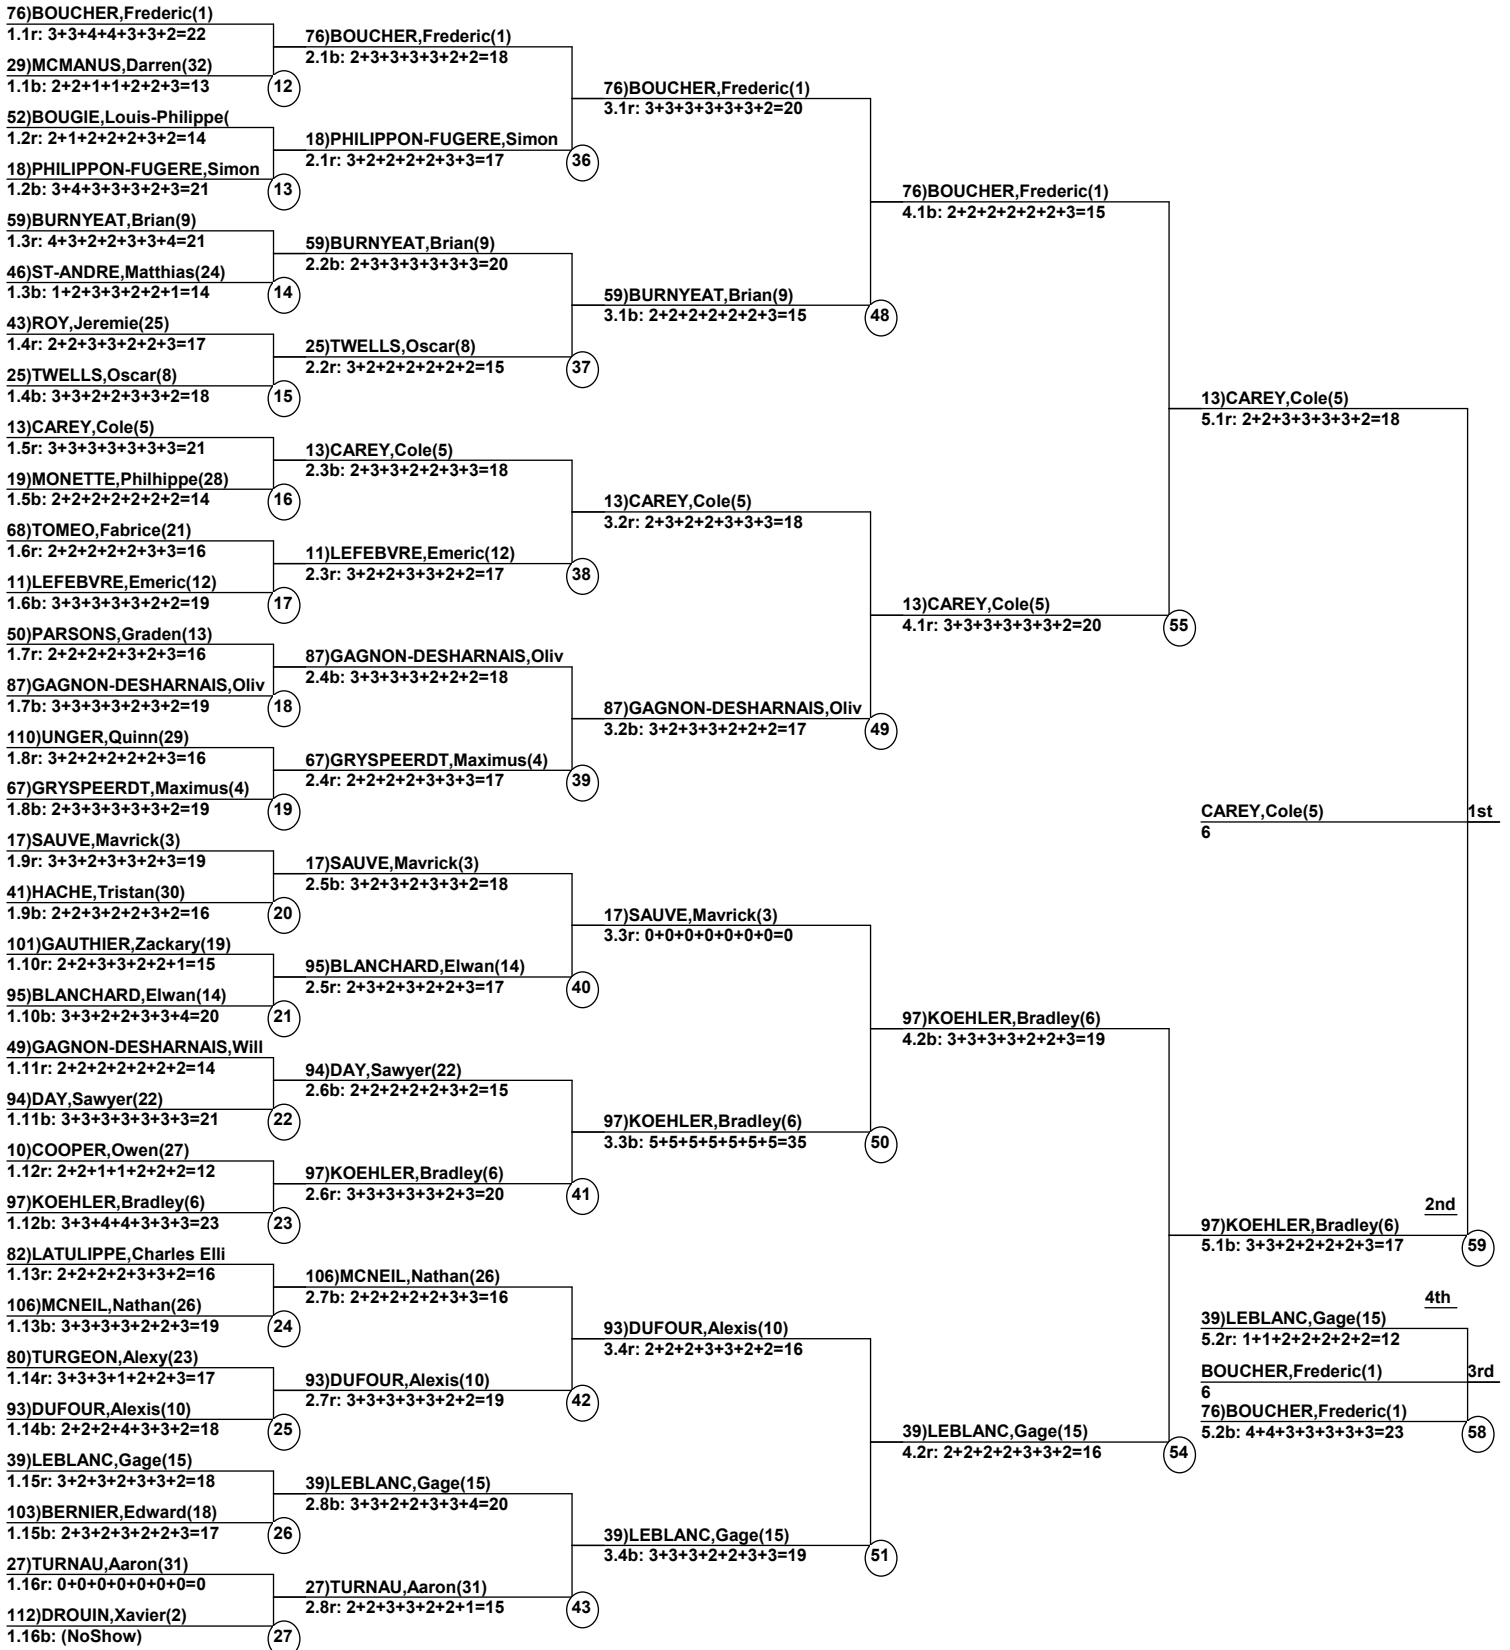 76)BOUCHER,Frederic(1)
1.1r: 3+3+4+4+3+3+2=22
29)MCMANUS,Darren(32)
1.1b: 2+2+1+1+2+2+3=13
12
52)BOUGIE,Louis-Philippe(
1.2r: 2+1+2+2+2+3+2=14
18)PHILIPPON-FUGERE,Simon
1.2b: 3+4+3+3+3+2+3=21
13
59)BURNYEAT,Brian(9)
1.3r: 4+3+2+2+3+3+4=21
46)ST-ANDRE,Matthias(24)
1.3b: 1+2+3+3+2+2+1=14
14
43)ROY,Jeremie(25)
1.4r: 2+2+3+3+2+2+3=17
25)TWELLS,Oscar(8)
1.4b: 3+3+2+2+3+3+2=18
15
13)CAREY,Cole(5)
1.5r: 3+3+3+3+3+3+3=21
19)MONETTE,Philhippe(28)
1.5b: 2+2+2+2+2+2+2=14
16
68)TOMEO,Fabrice(21)
1.6r: 2+2+2+2+2+3+3=16
11)LEFEBVRE,Emeric(12)
1.6b: 3+3+3+3+3+2+2=19
17
50)PARSONS,Graden(13)
1.7r: 2+2+2+2+3+2+3=16
87)GAGNON-DESHARNAIS,Oliv
1.7b: 3+3+3+3+2+3+2=19
18
110)UNGER,Quinn(29)
1.8r: 3+2+2+2+2+2+3=16
67)GRYSPEERDT,Maximus(4)
1.8b: 2+3+3+3+3+3+2=19
19
17)SAUVE,Mavrick(3)
1.9r: 3+3+2+3+3+2+3=19
41)HACHE,Tristan(30)
1.9b: 2+2+3+2+2+3+2=16
20
101)GAUTHIER,Zackary(19)
1.10r: 2+2+3+3+2+2+1=15
95)BLANCHARD,Elwan(14)
1.10b: 3+3+2+2+3+3+4=20
21
49)GAGNON-DESHARNAIS,Will
1.11r: 2+2+2+2+2+2+2=14
94)DAY,Sawyer(22)
1.11b: 3+3+3+3+3+3+3=21
22
10)COOPER,Owen(27)
1.12r: 2+2+1+1+2+2+2=12
97)KOEHLER,Bradley(6)
1.12b: 3+3+4+4+3+3+3=23
23
82)LATULIPPE,Charles Elli
1.13r: 2+2+2+2+3+3+2=16
106)MCNEIL,Nathan(26)
1.13b: 3+3+3+3+2+2+3=19
24
80)TURGEON,Alexy(23)
1.14r: 3+3+3+1+2+2+3=17
93)DUFOUR,Alexis(10)
1.14b: 2+2+2+4+3+3+2=18
25
39)LEBLANC,Gage(15)
1.15r: 3+2+3+2+3+3+2=18
103)BERNIER,Edward(18)
1.15b: 2+3+2+3+2+2+3=17
26
27)TURNAU,Aaron(31)
1.16r: 0+0+0+0+0+0+0=0
112)DROUIN,Xavier(2)
1.16b: (NoShow)
27
76)BOUCHER,Frederic(1)
2.1b: 2+3+3+3+3+2+2=18
18)PHILIPPON-FUGERE,Simon
2.1r: 3+2+2+2+2+3+3=17
36
59)BURNYEAT,Brian(9)
2.2b: 2+3+3+3+3+3+3=20
25)TWELLS,Oscar(8)
2.2r: 3+2+2+2+2+2+2=15
37
13)CAREY,Cole(5)
2.3b: 2+3+3+2+2+3+3=18
11)LEFEBVRE,Emeric(12)
2.3r: 3+2+2+3+3+2+2=17
38
87)GAGNON-DESHARNAIS,Oliv
2.4b: 3+3+3+3+2+2+2=18
67)GRYSPEERDT,Maximus(4)
2.4r: 2+2+2+2+3+3+3=17
39
17)SAUVE,Mavrick(3)
2.5b: 3+2+3+2+3+3+2=18
95)BLANCHARD,Elwan(14)
2.5r: 2+3+2+3+2+2+3=17
40
94)DAY,Sawyer(22)
2.6b: 2+2+2+2+2+3+2=15
97)KOEHLER,Bradley(6)
2.6r: 3+3+3+3+3+2+3=20
41
106)MCNEIL,Nathan(26)
2.7b: 2+2+2+2+2+3+3=16
93)DUFOUR,Alexis(10)
2.7r: 3+3+3+3+3+2+2=19
42
39)LEBLANC,Gage(15)
2.8b: 3+3+2+2+3+3+4=20
27)TURNAU,Aaron(31)
2.8r: 2+2+3+3+2+2+1=15
43
76)BOUCHER,Frederic(1)
3.1r: 3+3+3+3+3+3+2=20
59)BURNYEAT,Brian(9)
3.1b: 2+2+2+2+2+2+3=15
48
13)CAREY,Cole(5)
3.2r: 2+3+2+2+3+3+3=18
87)GAGNON-DESHARNAIS,Oliv
3.2b: 3+2+3+3+2+2+2=17
49
17)SAUVE,Mavrick(3)
3.3r: 0+0+0+0+0+0+0=0
97)KOEHLER,Bradley(6)
3.3b: 5+5+5+5+5+5+5=35
50
93)DUFOUR,Alexis(10)
3.4r: 2+2+2+3+3+2+2=16
39)LEBLANC,Gage(15)
3.4b: 3+3+3+2+2+3+3=19
51
76)BOUCHER,Frederic(1)
4.1b: 2+2+2+2+2+2+3=15
13)CAREY,Cole(5)
4.1r: 3+3+3+3+3+3+2=20
55
97)KOEHLER,Bradley(6)
4.2b: 3+3+3+3+2+2+3=19
39)LEBLANC,Gage(15)
4.2r: 2+2+2+2+3+3+2=16
54
13)CAREY,Cole(5)
5.1r: 2+2+3+3+3+3+2=18
CAREY,Cole(5) 1st
6
2nd
97)KOEHLER,Bradley(6)
5.1b: 3+3+2+2+2+2+3=17
59
4th
39)LEBLANC,Gage(15)
5.2r: 1+1+2+2+2+2+2=12
BOUCHER,Frederic(1) 3rd
6
76)BOUCHER,Frederic(1)
5.2b: 4+4+3+3+3+3+3=23
58